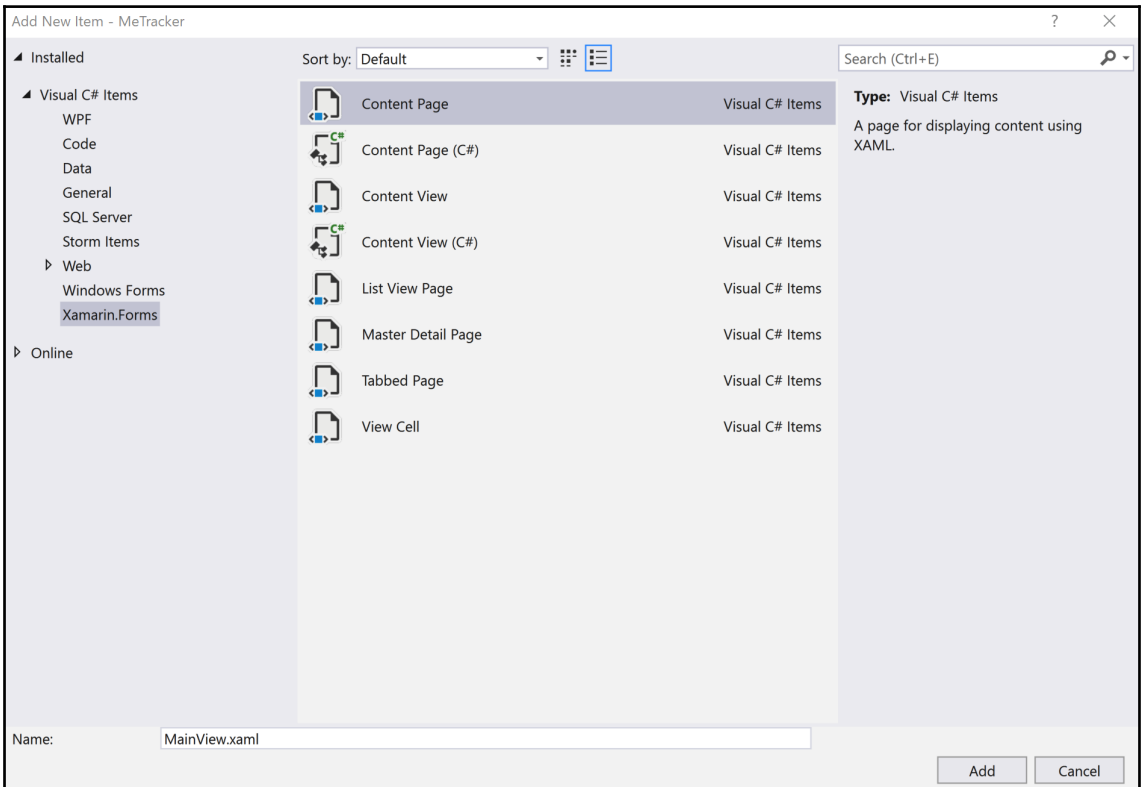 Add New Item - MeTracker ? ×
Installed
Sort by: Default
Search (Ctrl+E)
Visual C# Items
WPF
Code
Data
General
SQL Server
Storm Items
Web
Windows Forms
Xamarin.Forms
Online
Content Page Visual C# Items
C# Content Page (C#) Visual C# Items
Content View Visual C# Items
C# Content View (C#) Visual C# Items
List View Page Visual C# Items
Master Detail Page Visual C# Items
Tabbed Page Visual C# Items
View Cell Visual C# Items
Type: Visual C# Items
A page for displaying content using
XAML.
Name: MainView.xaml
Add Cancel